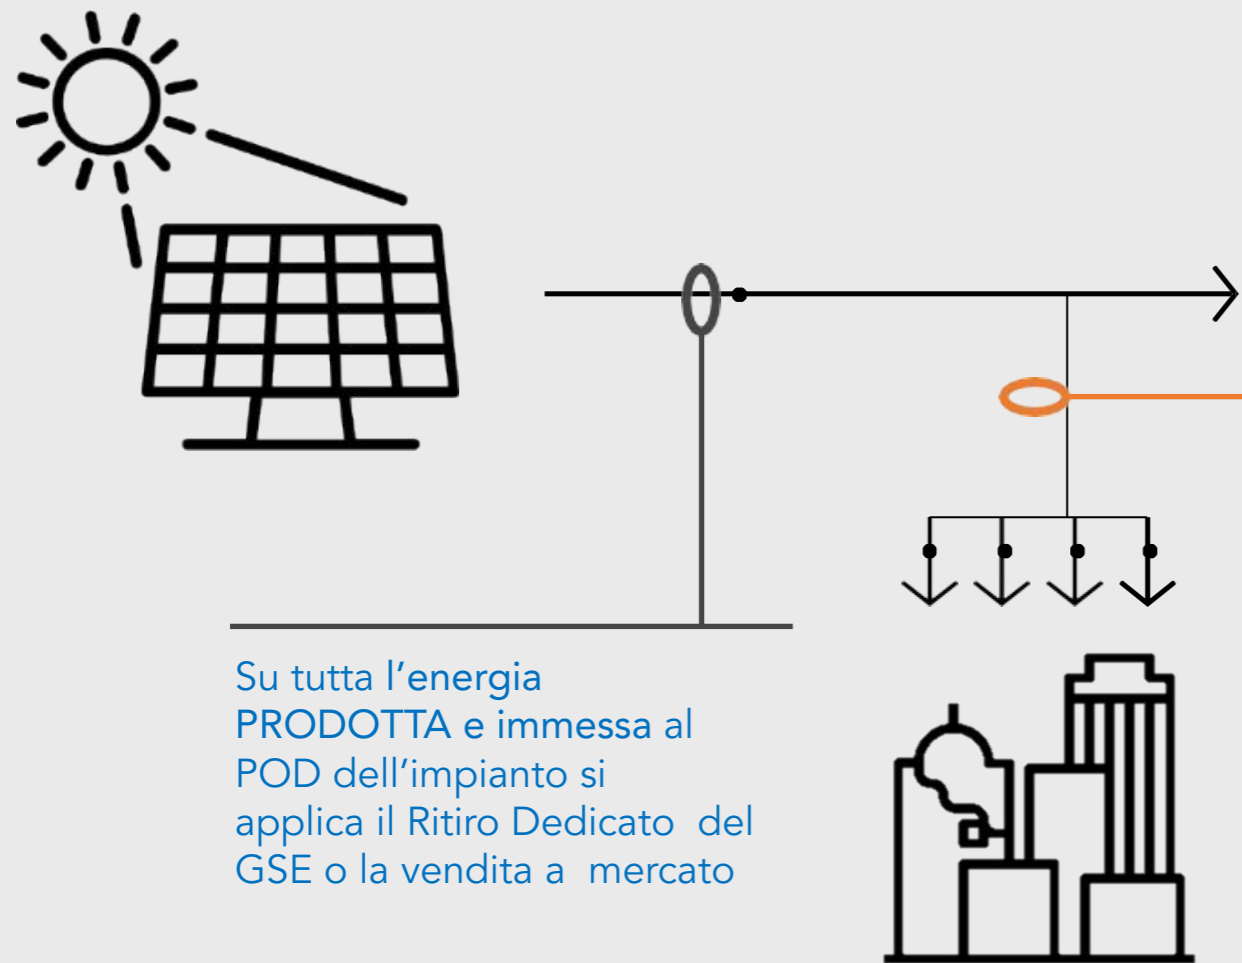 Su tutta l’energia
PRODOTTA e immessa al
POD dell’impianto si
applica il Ritiro Dedicato del
GSE o la vendita a mercato